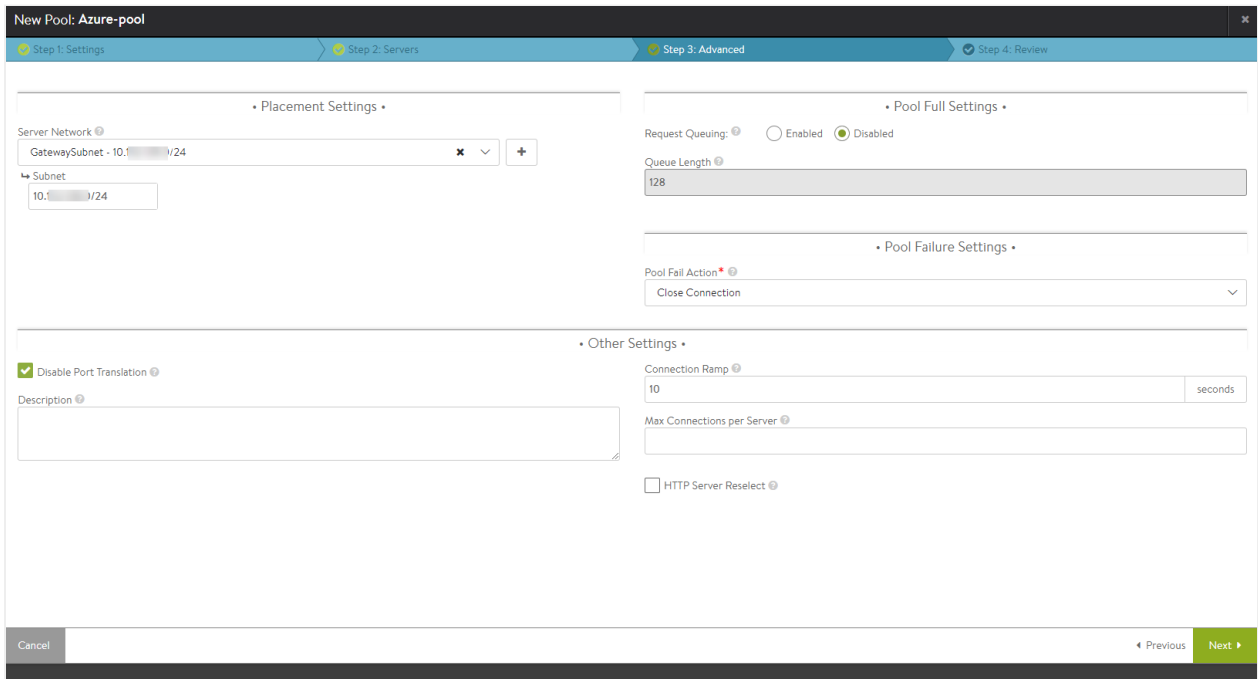 New Pool: Azure-pool
Step 1: Settings
Step 2: Servers
Step 3: Advanced
Step 4: Review
• Placement Settings •
Server Network
GatewaySubnet - 10. /24
Subnet
10. /24
• Pool Full Settings •
Request Queuing:
Enabled
Disabled
Queue Length
128
• Pool Failure Settings •
Pool Fail Action*
Close Connection
• Other Settings •
Disable Port Translation
Description
Connection Ramp
10
seconds
Max Connections per Server
HTTP Server Reselect
Cancel
Previous
Next